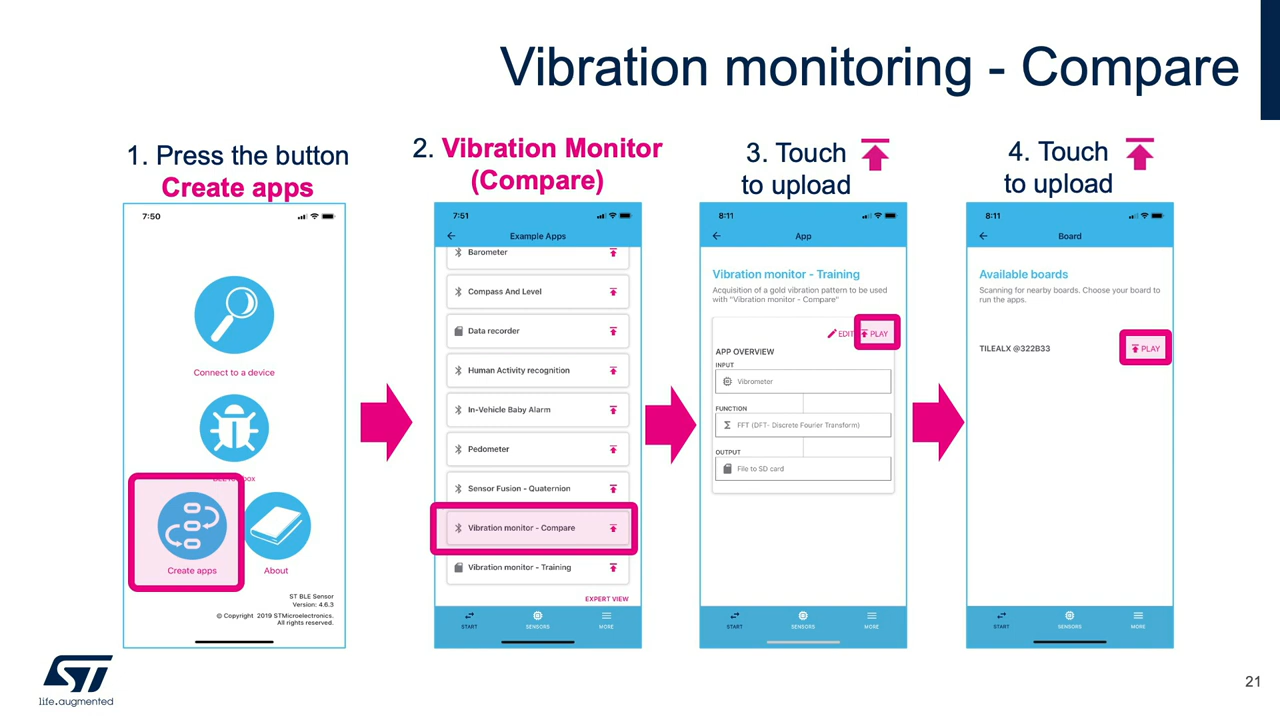 Vibration monitoring - Compare
1. Press the button
Create apps
2. Vibration Monitor
(Compare)
3. Touch
to upload
4. Touch
to upload
7:50
Connect to a device
Create apps
About
ST BLE Sensor
Version: 4.6.3
© Copyright 2019 STMicroelectronics.
All rights reserved.
7:51
Example Apps
Barometer
Compass And Level
Data recorder
Human Activity recognition
In-Vehicle Baby Alarm
Pedometer
Sensor Fusion - Quaternion
Vibration monitor - Compare
Vibration monitor - Training
EXPERT VIEW
START SENSORS MORE
8:11
App
Vibration monitor - Training
Acquisition of a gold vibration pattern to be used
with "Vibration monitor - Compare"
EDIT PLAY
APP OVERVIEW
INPUT
Vibrometer
FUNCTION
FFT (DFT- Discrete Fourier Transform)
OUTPUT
File to SD card
START SENSORS MORE
8:11
Board
Available boards
Scanning for nearby boards. Choose your board to
run the apps.
TILEALX @322B33
PLAY
START SENSORS MORE
ST
life.augmented
21